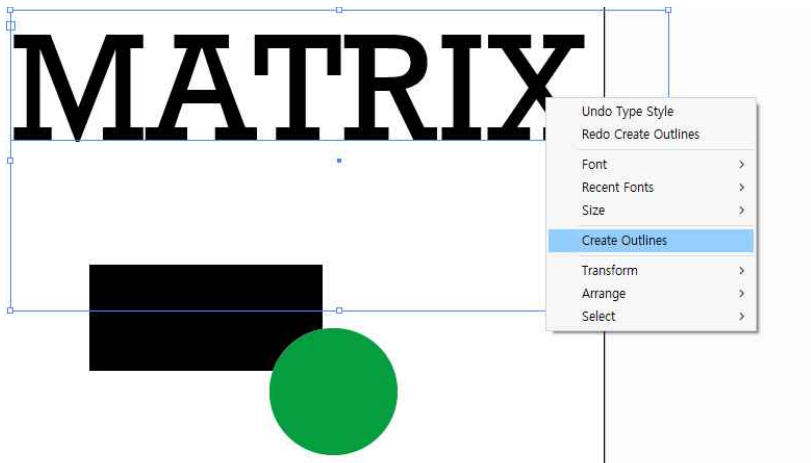 MATRIX
Undo Type Style
Redo Create Outlines
Font
Recent Fonts
Size
Create Outlines
Transform
Arrange
Select